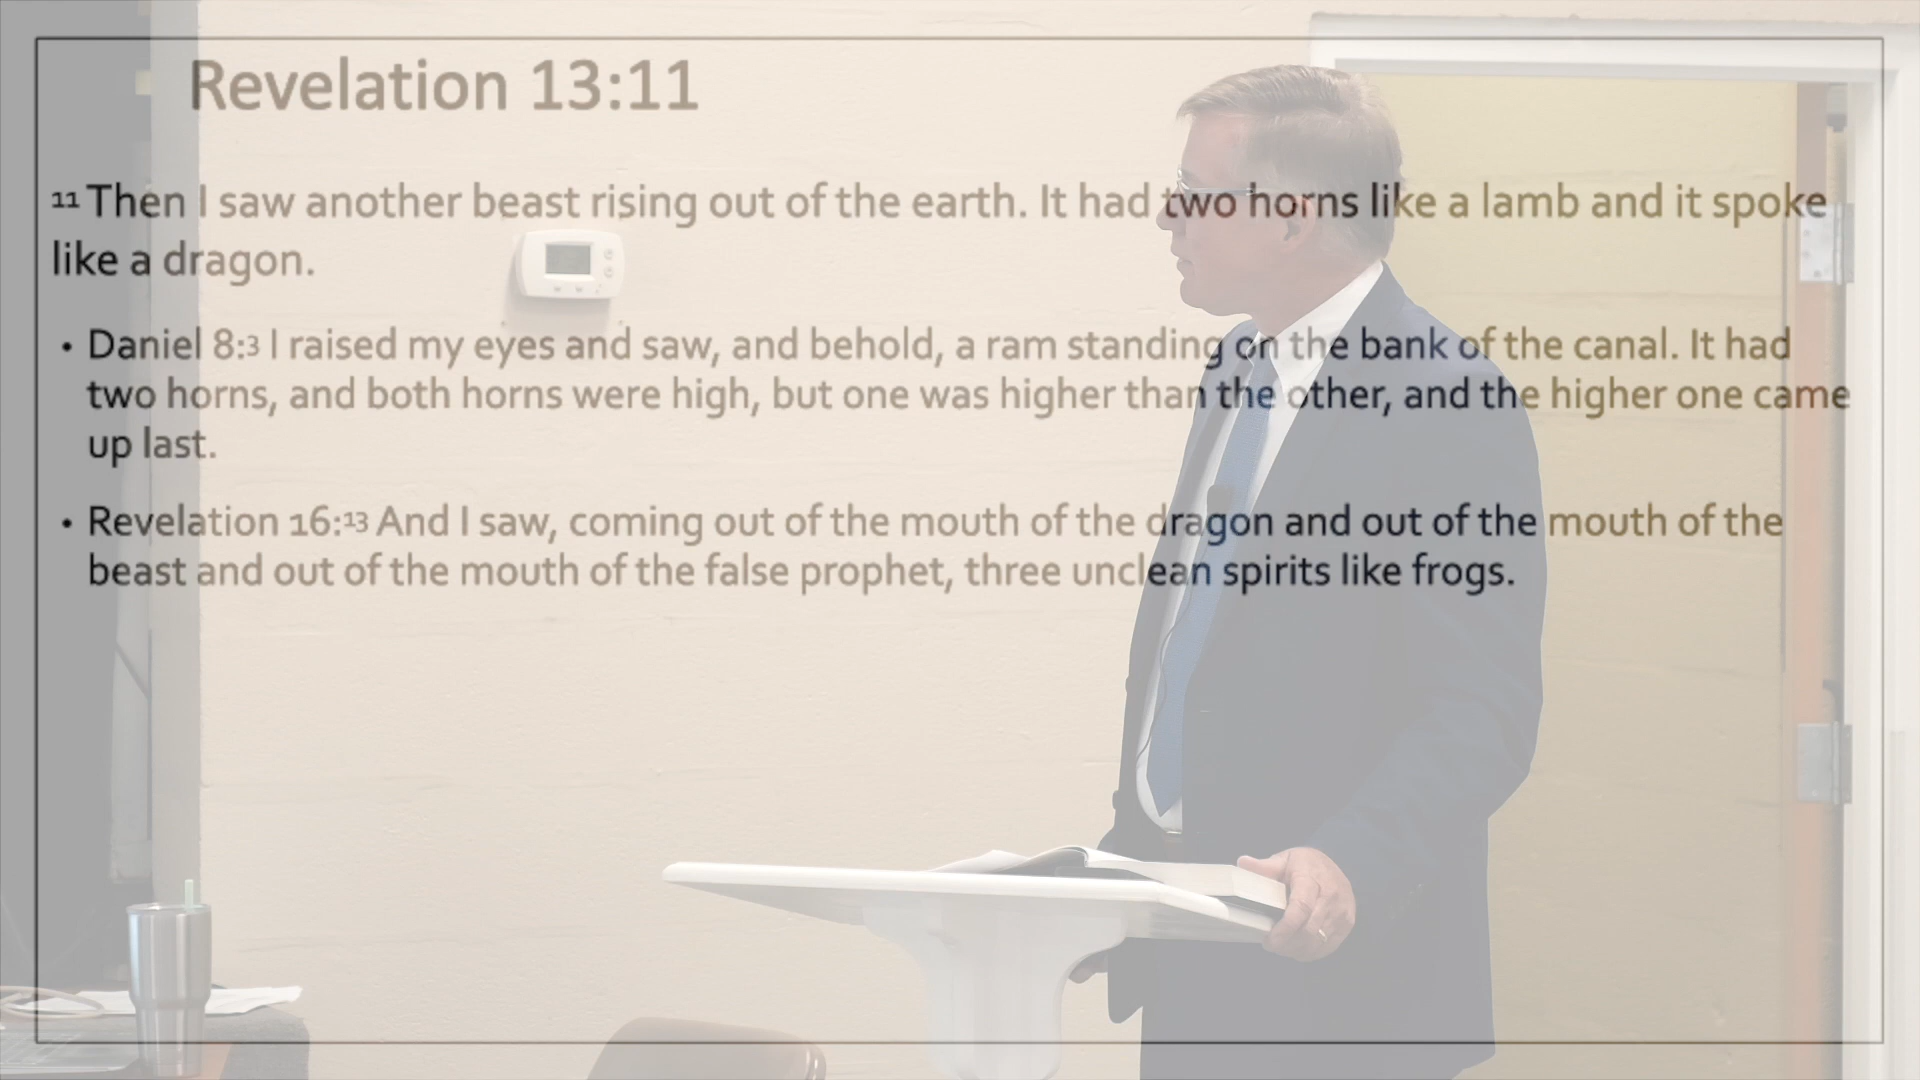 Revelation 13:11
11 Then I saw another beast rising out of the earth. It had two horns like a lamb and it spoke
like a dragon.
• Daniel 8:3 I raised my eyes and saw, and behold, a ram standing on the bank of the canal. It had
two horns, and both horns were high, but one was higher than the other, and the higher one came
up last.
• Revelation 16:13 And I saw, coming out of the mouth of the dragon and out of the mouth of the
beast and out of the mouth of the false prophet, three unclean spirits like frogs.